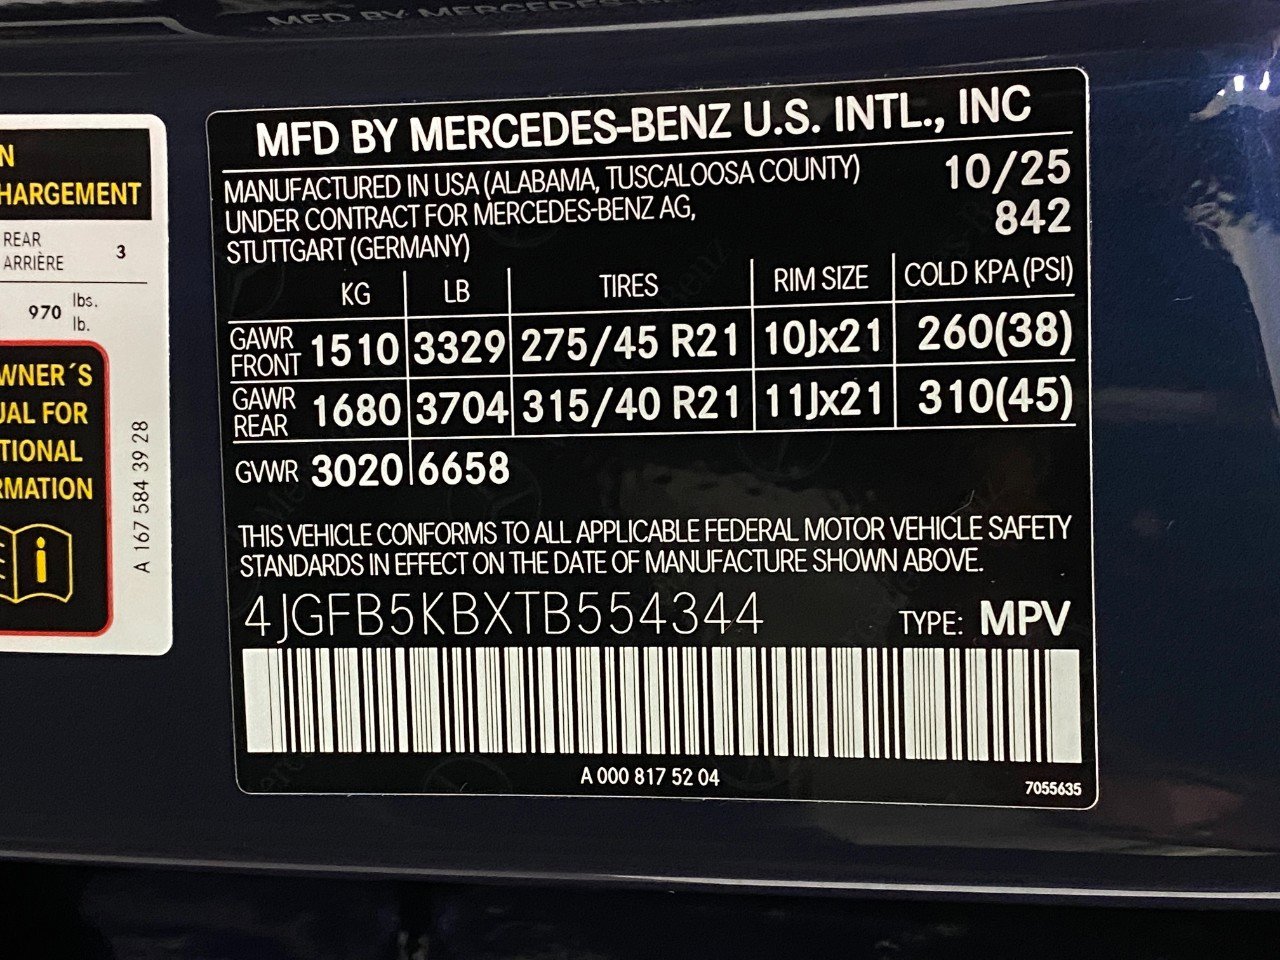 N
HARGEMENT
REAR
ARRIÈRE
3
970 lbs.
lb.
WNER´S
UAL FOR
TIONAL
RMATION
A 167 584 39 28
MFD BY MERCEDES-BENZ U.S. INTL., INC
MANUFACTURED IN USA (ALABAMA, TUSCALOOSA COUNTY) 10/25
UNDER CONTRACT FOR MERCEDES-BENZ AG, 842
STUTTGART (GERMANY)
KG LB TIRES RIM SIZE COLD KPA (PSI)
GAWR FRONT 1510 3329 275/45 R21 10Jx21 260(38)
GAWR REAR 1680 3704 315/40 R21 11Jx21 310(45)
GVWR 3020 6658
THIS VEHICLE CONFORMS TO ALL APPLICABLE FEDERAL MOTOR VEHICLE SAFETY
STANDARDS IN EFFECT ON THE DATE OF MANUFACTURE SHOWN ABOVE.
4JGFB5KBXTB554344 TYPE: MPV
A 000 817 52 04
7055635